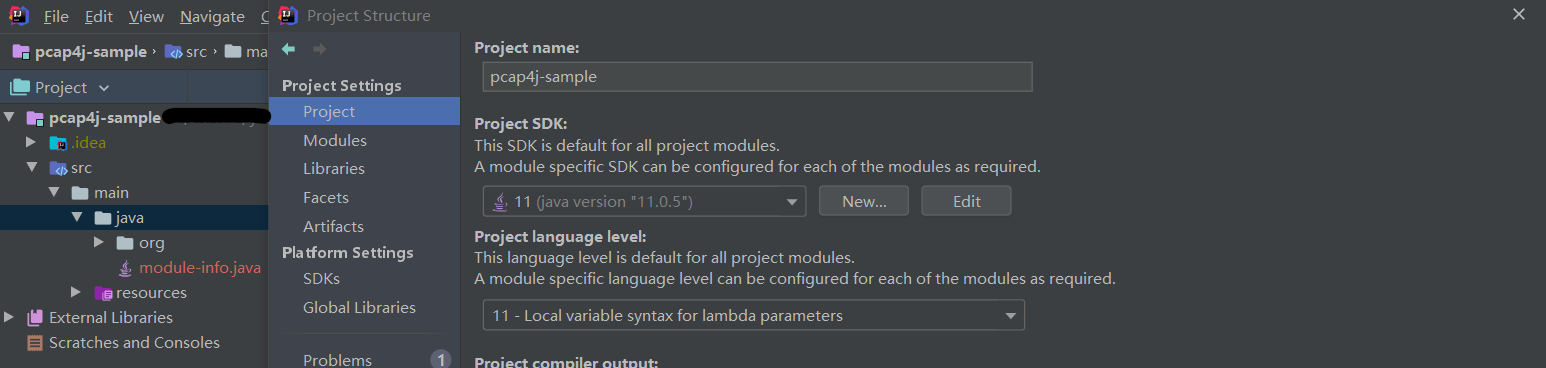 File Edit View Navigate
Project Structure
pcap4j-sample src
Project
pcap4j-sample
.idea
src
main
java
org
module-info.java
resources
External Libraries
Scratches and Consoles
Project Settings
Project
Modules
Libraries
Facets
Artifacts
Platform Settings
SDKs
Global Libraries
Problems 1
Project name:
pcap4j-sample
Project SDK:
This SDK is default for all project modules.
A module specific SDK can be configured for each of the modules as required.
11 (java version "11.0.5") New... Edit
Project language level:
This language level is default for all project modules.
A module specific language level can be configured for each of the modules as required.
11 - Local variable syntax for lambda parameters
Project compiler output: